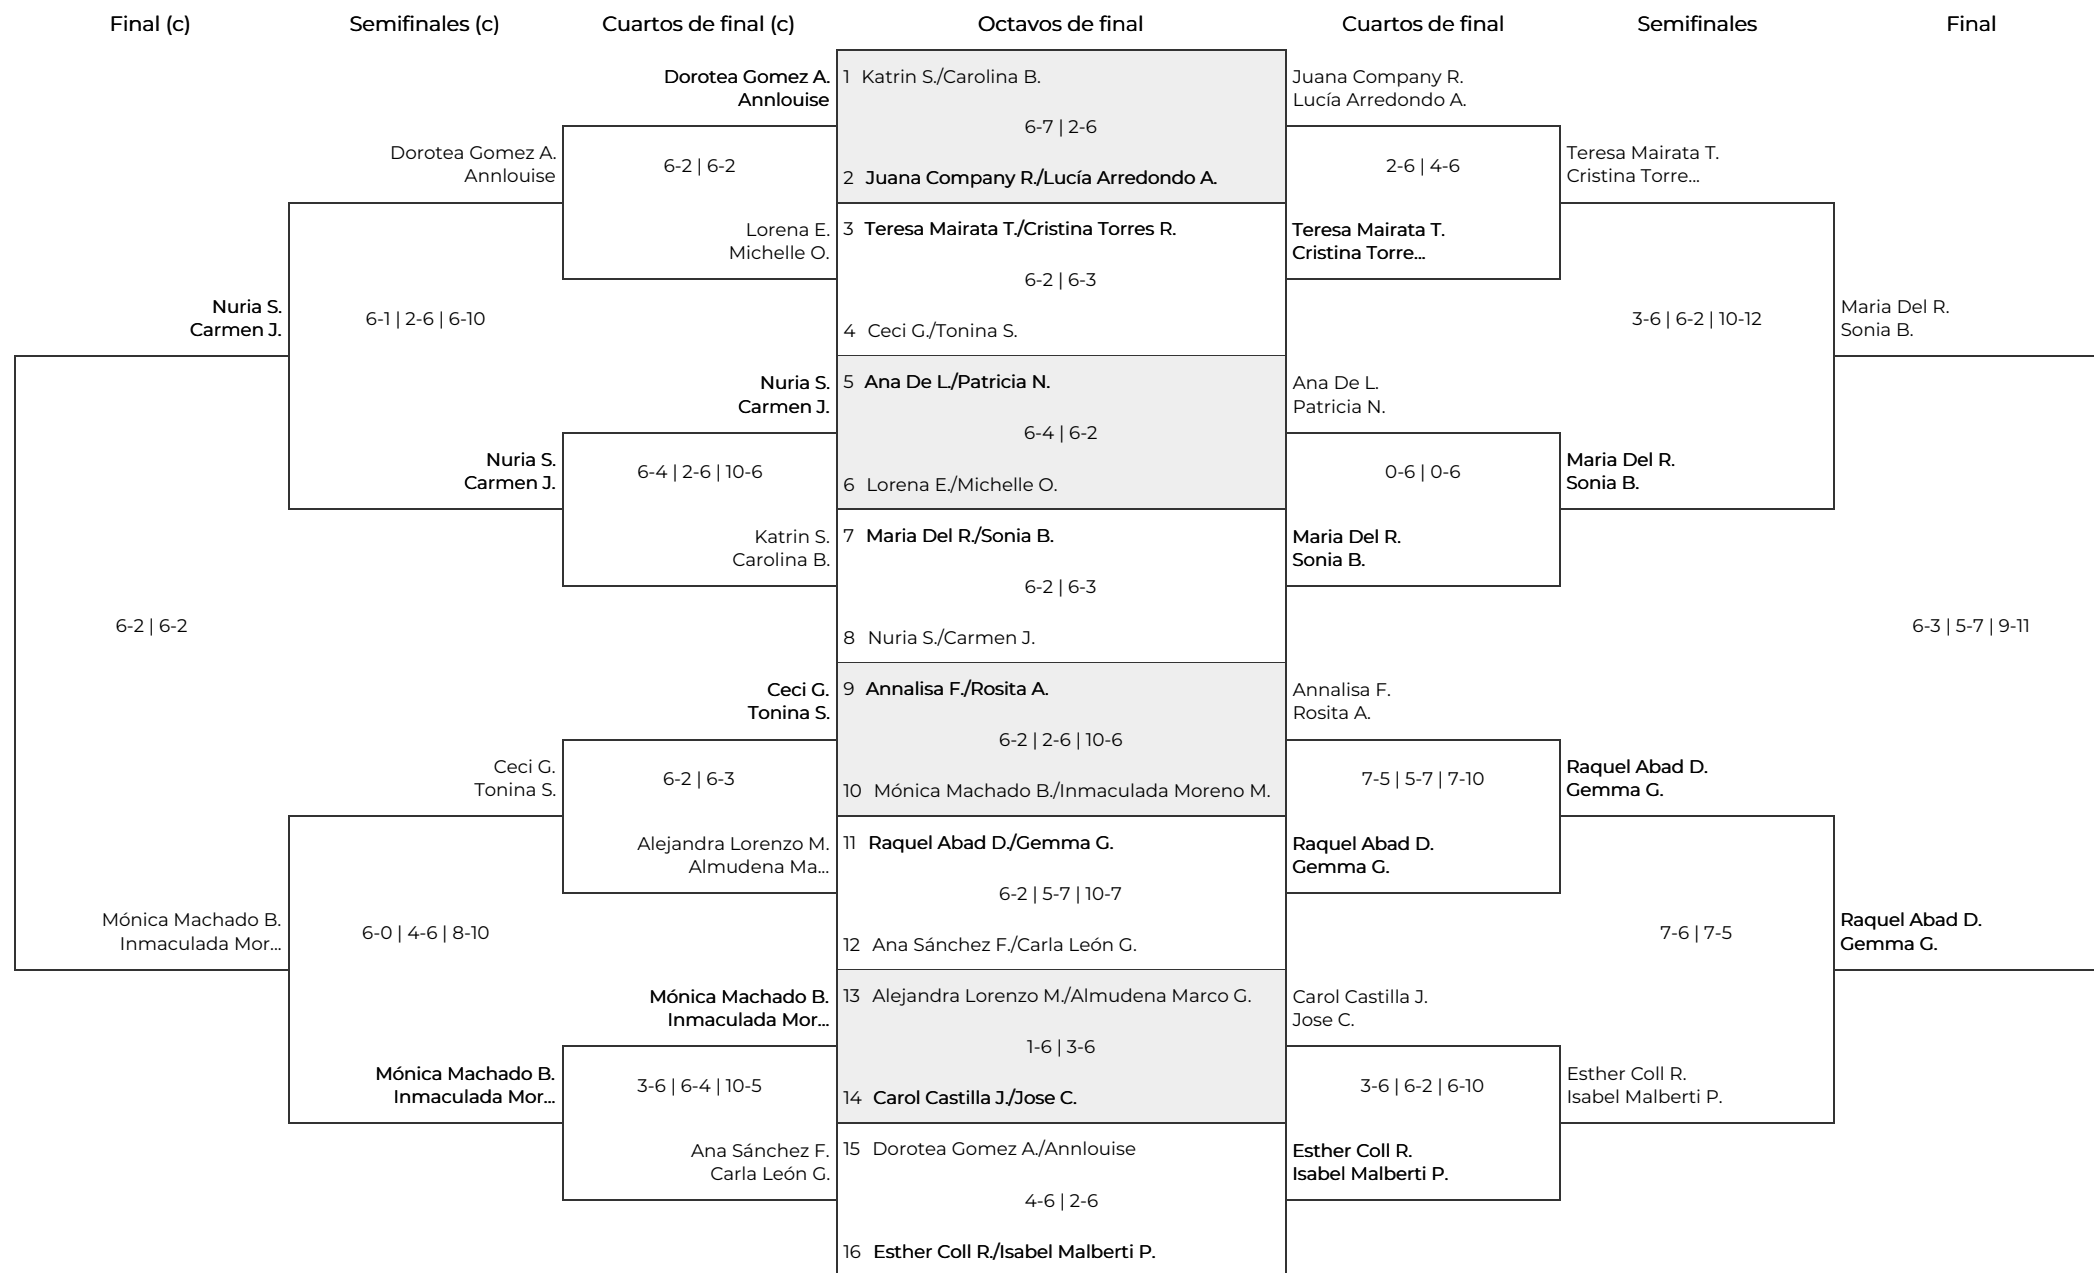 Final (c)
Semifinales (c)
Cuartos de final (c)
Octavos de final
Cuartos de final
Semifinales
Final
Nuria S.
Carmen J.
6-2 | 6-2
Mónica Machado B.
Inmaculada Mor...
Dorotea Gomez A.
Annlouise
6-1 | 2-6 | 6-10
Nuria S.
Carmen J.
Ceci G.
Tonina S.
6-0 | 4-6 | 8-10
Mónica Machado B.
Inmaculada Mor...
Dorotea Gomez A.
Annlouise
6-2 | 6-2
Lorena E.
Michelle O.
Nuria S.
Carmen J.
6-4 | 2-6 | 10-6
Katrin S.
Carolina B.
Ceci G.
Tonina S.
6-2 | 6-3
Alejandra Lorenzo M.
Almudena Ma...
Mónica Machado B.
Inmaculada Mor...
3-6 | 6-4 | 10-5
Ana Sánchez F.
Carla León G.
1 Katrin S./Carolina B.
6-7 | 2-6
2 Juana Company R./Lucía Arredondo A.
3 Teresa Mairata T./Cristina Torres R.
6-2 | 6-3
4 Ceci G./Tonina S.
5 Ana De L./Patricia N.
6-4 | 6-2
6 Lorena E./Michelle O.
7 Maria Del R./Sonia B.
6-2 | 6-3
8 Nuria S./Carmen J.
9 Annalisa F./Rosita A.
6-2 | 2-6 | 10-6
10 Mónica Machado B./Inmaculada Moreno M.
11 Raquel Abad D./Gemma G.
6-2 | 5-7 | 10-7
12 Ana Sánchez F./Carla León G.
13 Alejandra Lorenzo M./Almudena Marco G.
1-6 | 3-6
14 Carol Castilla J./Jose C.
15 Dorotea Gomez A./Annlouise
4-6 | 2-6
16 Esther Coll R./Isabel Malberti P.
Juana Company R.
Lucía Arredondo A.
2-6 | 4-6
Teresa Mairata T.
Cristina Torre...
Ana De L.
Patricia N.
0-6 | 0-6
Maria Del R.
Sonia B.
Annalisa F.
Rosita A.
7-5 | 5-7 | 7-10
Raquel Abad D.
Gemma G.
Carol Castilla J.
Jose C.
3-6 | 6-2 | 6-10
Esther Coll R.
Isabel Malberti P.
Teresa Mairata T.
Cristina Torre...
3-6 | 6-2 | 10-12
Maria Del R.
Sonia B.
Raquel Abad D.
Gemma G.
7-6 | 7-5
Esther Coll R.
Isabel Malberti P.
Maria Del R.
Sonia B.
6-3 | 5-7 | 9-11
Raquel Abad D.
Gemma G.